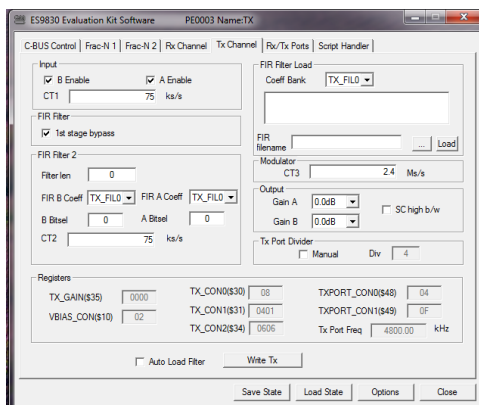 ES9830 Evaluation Kit Software PE0003 Name:TX
C-BUS Control Frac-N 1 Frac-N 2 Rx Channel Tx Channel Rx/Tx Ports Script Handler
Input
B Enable A Enable
CT1 75 ks/s
FIR Filter
1st stage bypass
FIR Filter 2
Filter len 0
FIR B Coeff TX_FIL0 FIR A Coeff TX_FIL0
B Bitsel 0 A Bitsel 0
CT2 75 ks/s
FIR Filter Load
Coeff Bank: TX_FIL0
FIR
filename ... Load
Modulator
CT3 2.4 Ms/s
Output
Gain A 0.0dB
SC high b/w
Gain B 0.0dB
Tx Port Divider
Manual Div 4
Registers
TX_GAIN($35) 0000 TX_CON0($30) 08 TXPORT_CON0($48) 04
VBIAS_CON($10) 02 TX_CON1($31) 0401 TXPORT_CON1($49) 0F
TX_CON2($34) 0606 Tx Port Freq 4800.00 kHz
Auto Load Filter Write Tx
Save State Load State Options Close